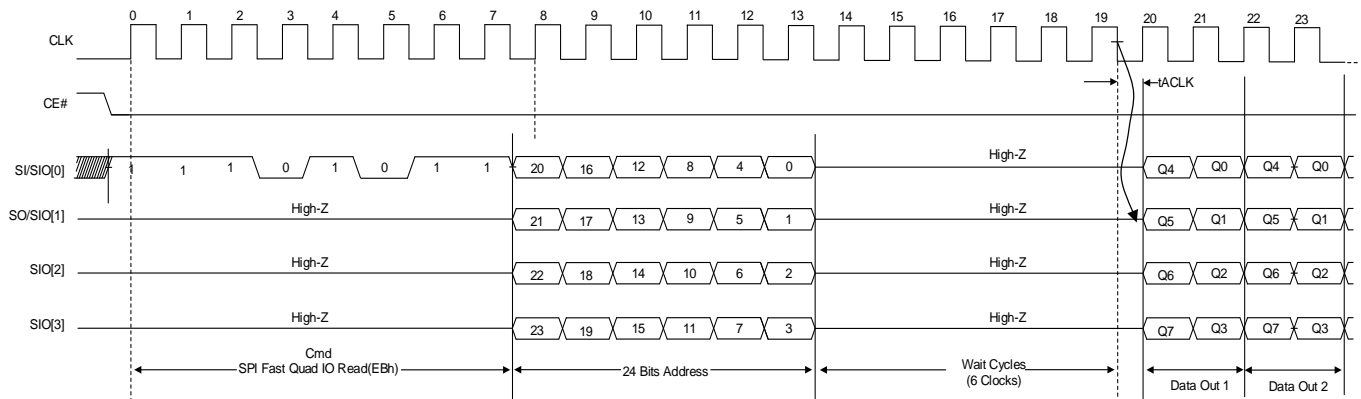 0 1 2 3 4 5 6 7 8 9 10 11 12 13 14 15 16 17 18 19 20 21 22 23
CLK
tACLK
CE#
SI/SIO[0] 1 1 1 0 1 0 1 1 20 16 12 8 4 0 High-Z Q4 Q0 Q4 Q0
SO/SIO[1] High-Z 21 17 13 9 5 1 High-Z Q5 Q1 Q5 Q1
SIO[2] High-Z 22 18 14 10 6 2 High-Z Q6 Q2 Q6 Q2
SIO[3] High-Z 23 19 15 11 7 3 High-Z Q7 Q3 Q7 Q3
Cmd
SPI Fast Quad IO Read(EBh)
24 Bits Address
Wait Cycles
(6 Clocks)
Data Out 1
Data Out 2